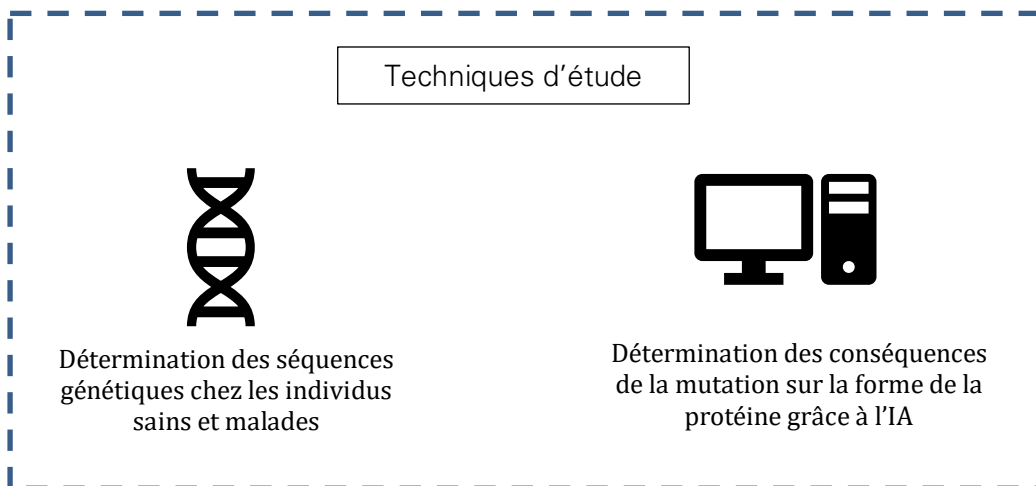 Techniques d'étude
Détermination des séquences
génétiques chez les individus
sains et malades
Détermination des conséquences
de la mutation sur la forme de la
protéine grâce à l'IA